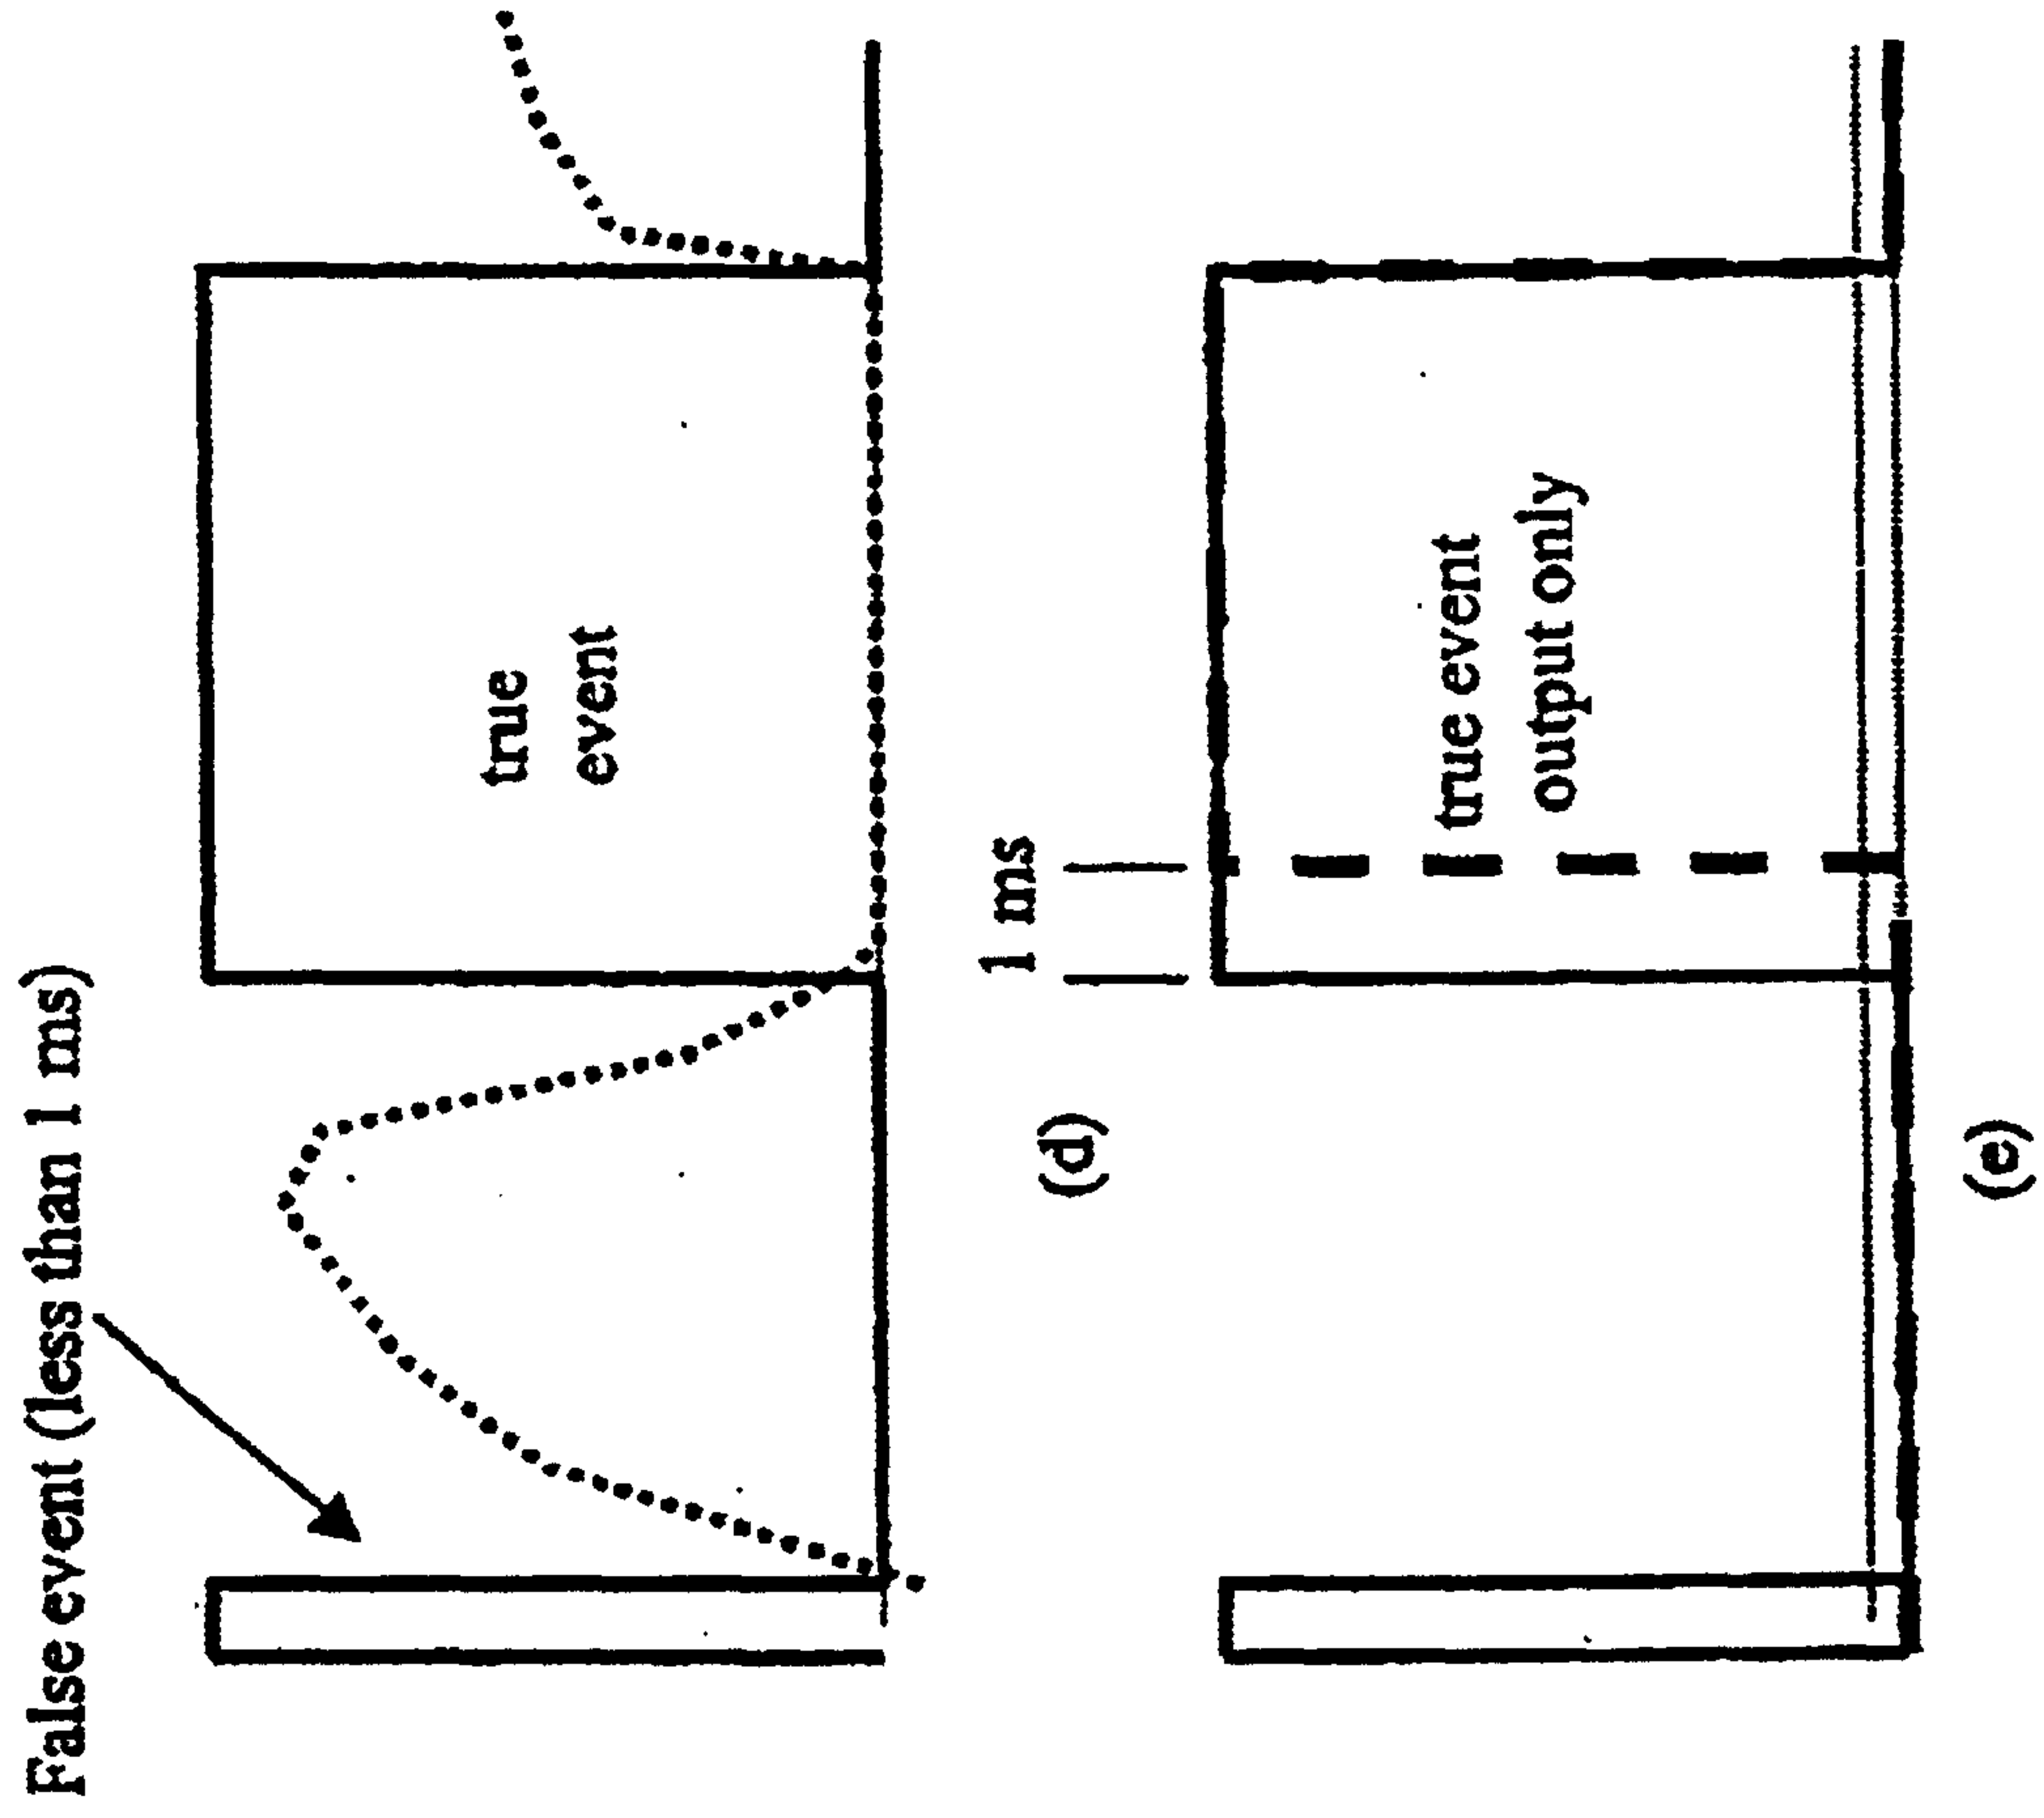 False event (less than 1 ms)
true
event
1 ms
(d)
true event
output only
(e)